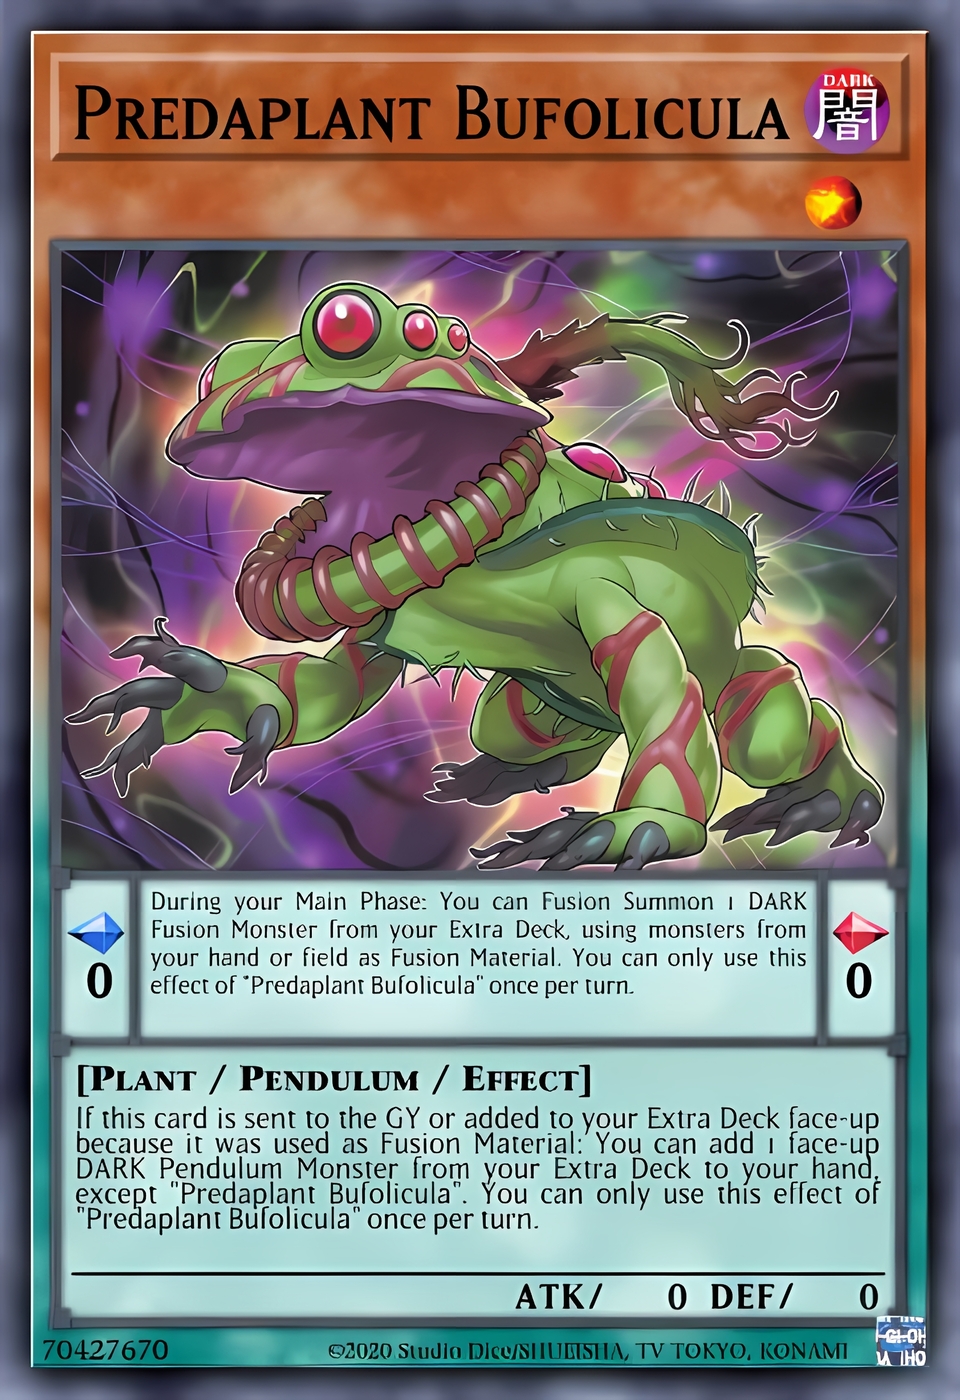 PREDAPLANT BUFOLICULA
DARK
闇
During your Main Phase: You can Fusion Summon 1 DARK
Fusion Monster from your Extra Deck, using monsters from
your hand or field as Fusion Material. You can only use this
effect of "Predaplant Bufolicula" once per turn.
0
0
[PLANT / PENDULUM / EFFECT]
If this card is sent to the GY or added to your Extra Deck face-up
because it was used as Fusion Material: You can add 1 face-up
DARK Pendulum Monster from your Extra Deck to your hand,
except "Predaplant Bufolicula". You can only use this effect of
"Predaplant Bufolicula" once per turn.
ATK/ 0 DEF/ 0
70427670
©2020 Studio Dice/SHUEISHA, TV TOKYO, KONAMI